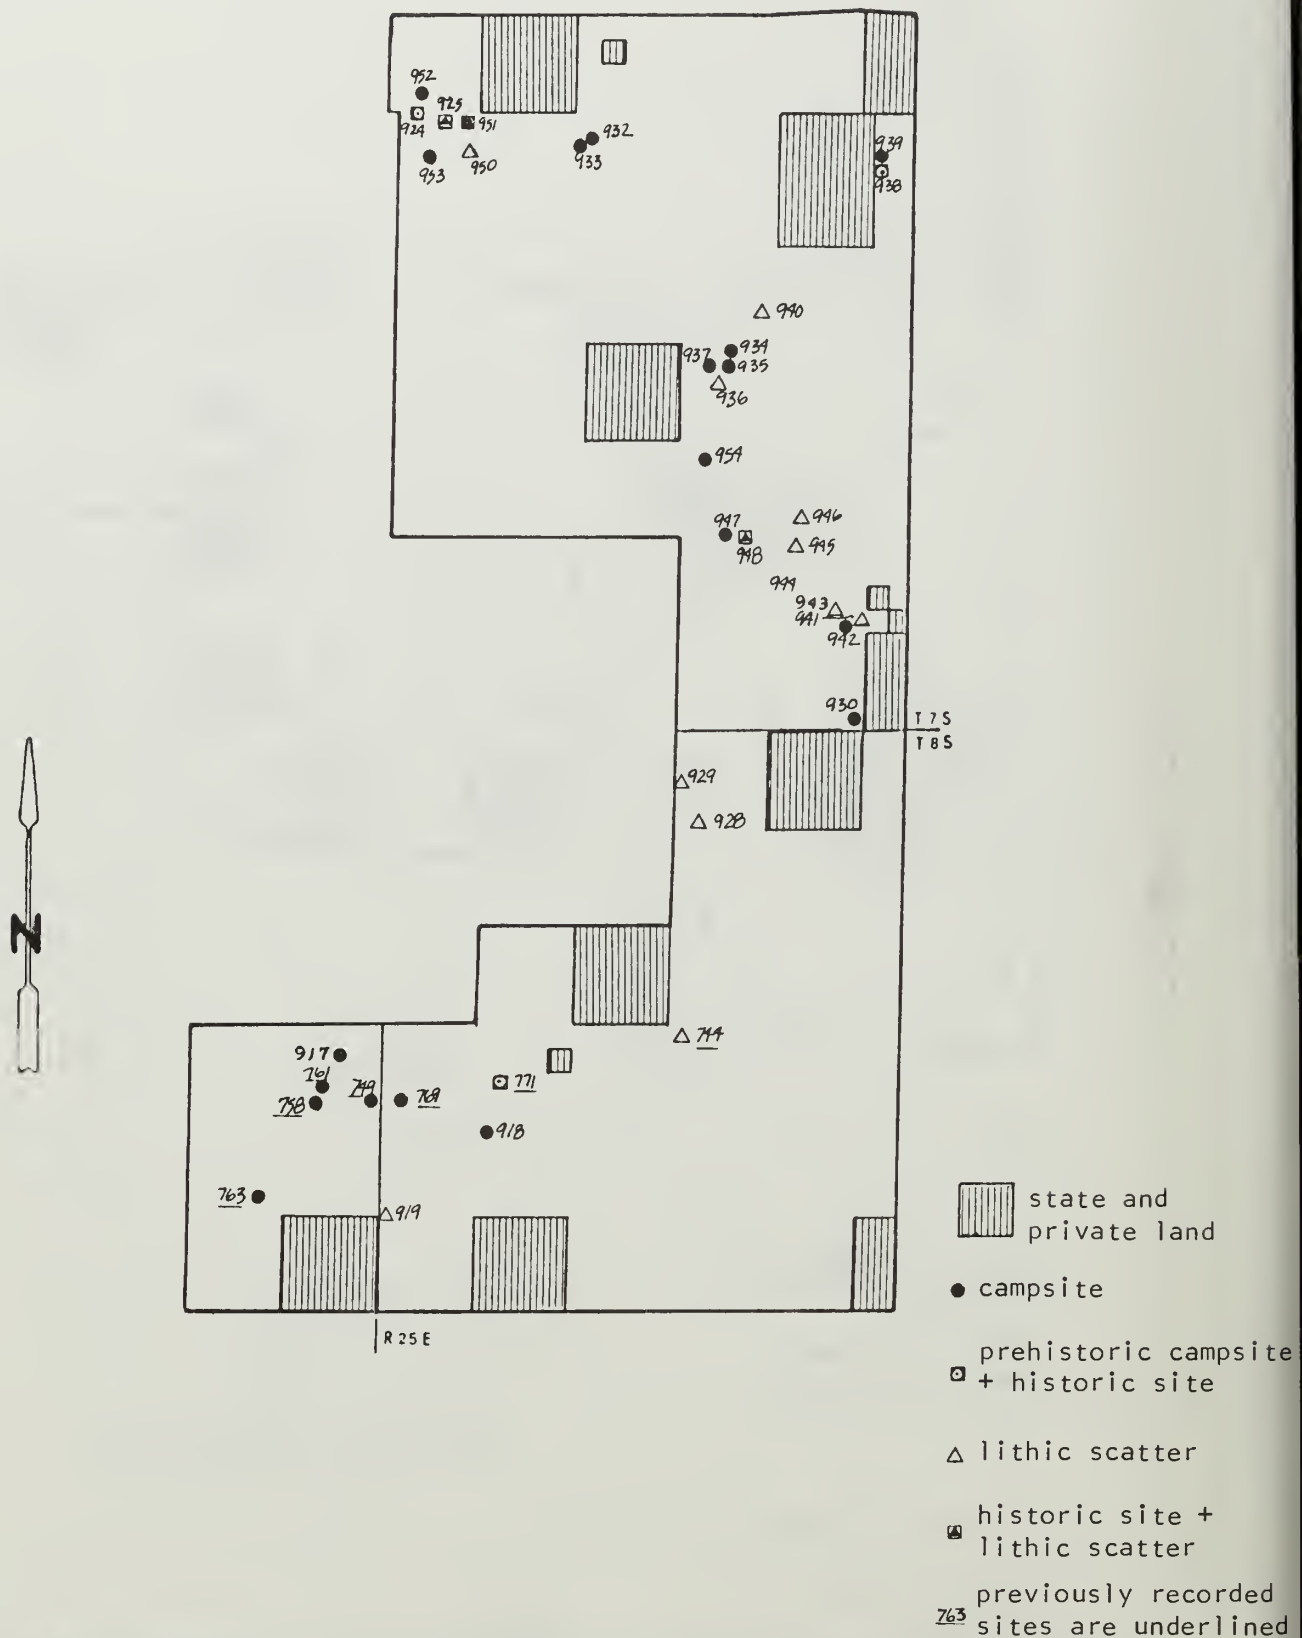 952
925
924
951
953
950
932
933
939
938
940
934
937
935
936
954
947
946
948
945
944
943
941
942
930
T 7 S
T 8 S
929
928
N
744
917
761
749
769
771
758
918
763
919
R 25 E
state and
private land
campsite
prehistoric campsite
+ historic site
lithic scatter
historic site +
lithic scatter
763 previously recorded
sites are underlined